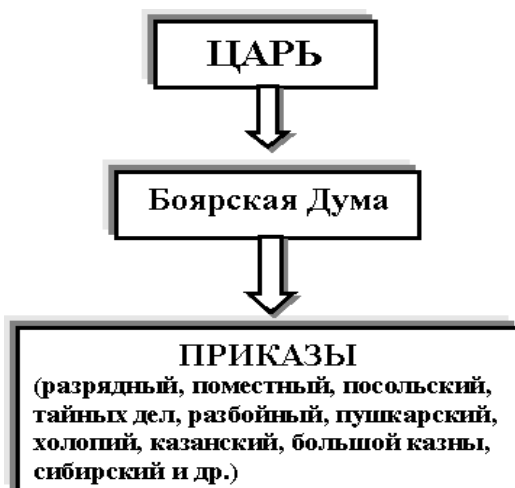 ЦАРЬ
Боярская Дума
ПРИКАЗЫ
(разрядный, поместный, посольский,
тайных дел, разбойный, пушкарский,
холопий, казанский, большой казны,
сибирский и др.)